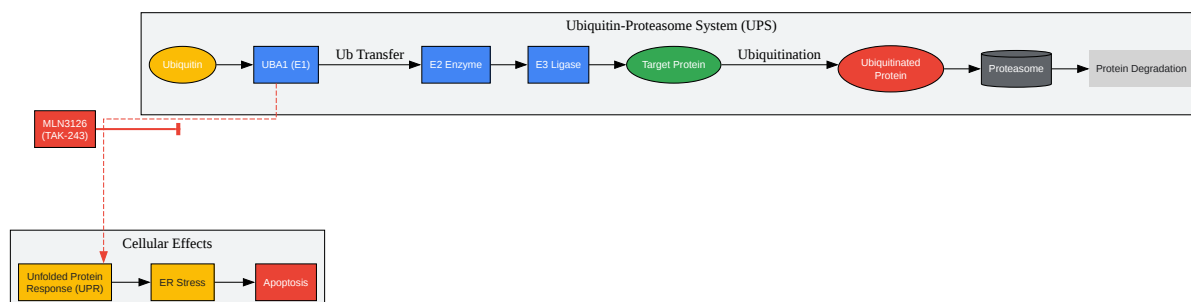 Ubiquitin-Proteasome System (UPS)
Ubiquitin
UBA1 (E1)
Ub Transfer
E2 Enzyme
E3 Ligase
Target Protein
Ubiquitination
Ubiquitinated
Protein
Proteasome
Protein Degradation
MLN3126
(TAK-243)
Cellular Effects
Unfolded Protein
Response (UPR)
ER Stress
Apoptosis